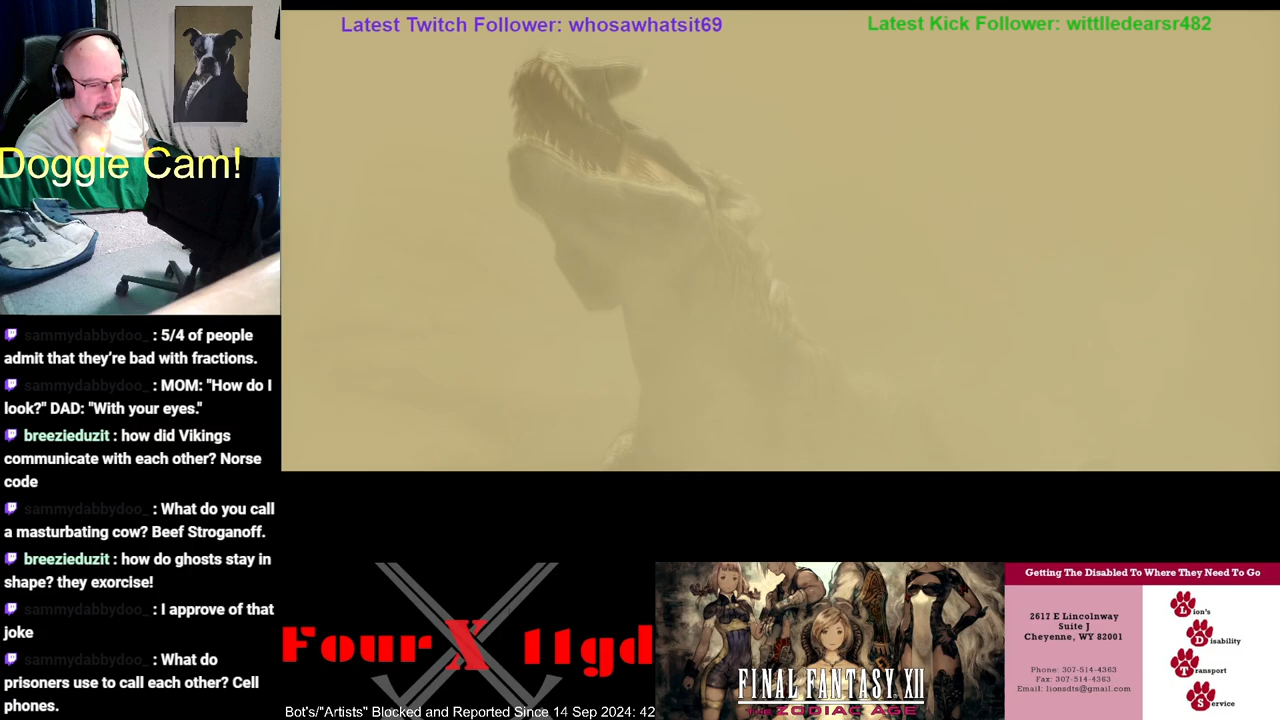 Latest Twitch Follower: whosawhatsit69
Latest Kick Follower: wittlledearsr482
Doggie Cam!
sammydabbydoo_ : 5/4 of people
admit that they're bad with fractions.
sammydabbydoo_ : MOM: "How do I
look?" DAD: "With your eyes."
breezieduzit : how did Vikings
communicate with each other? Norse
code
sammydabbydoo_ : What do you call
a masturbating cow? Beef Stroganoff.
breezieduzit : how do ghosts stay in
shape? they exorcise!
sammydabbydoo_ : I approve of that
joke
sammydabbydoo_ : What do
prisoners use to call each other? Cell
phones.
Four X 11gd
Bot's/"Artists" Blocked and Reported Since 14 Sep 2024: 42
FINAL FANTASY XII
THE ZODIAC AGE
Getting The Disabled To Where They Need To Go
2617 E Lincolnway
Suite J
Cheyenne, WY 82001
Phone: 307-514-4363
Fax: 307-514-4363
Email: lionsdts@gmail.com
Lion's
Disability
Transport
Service